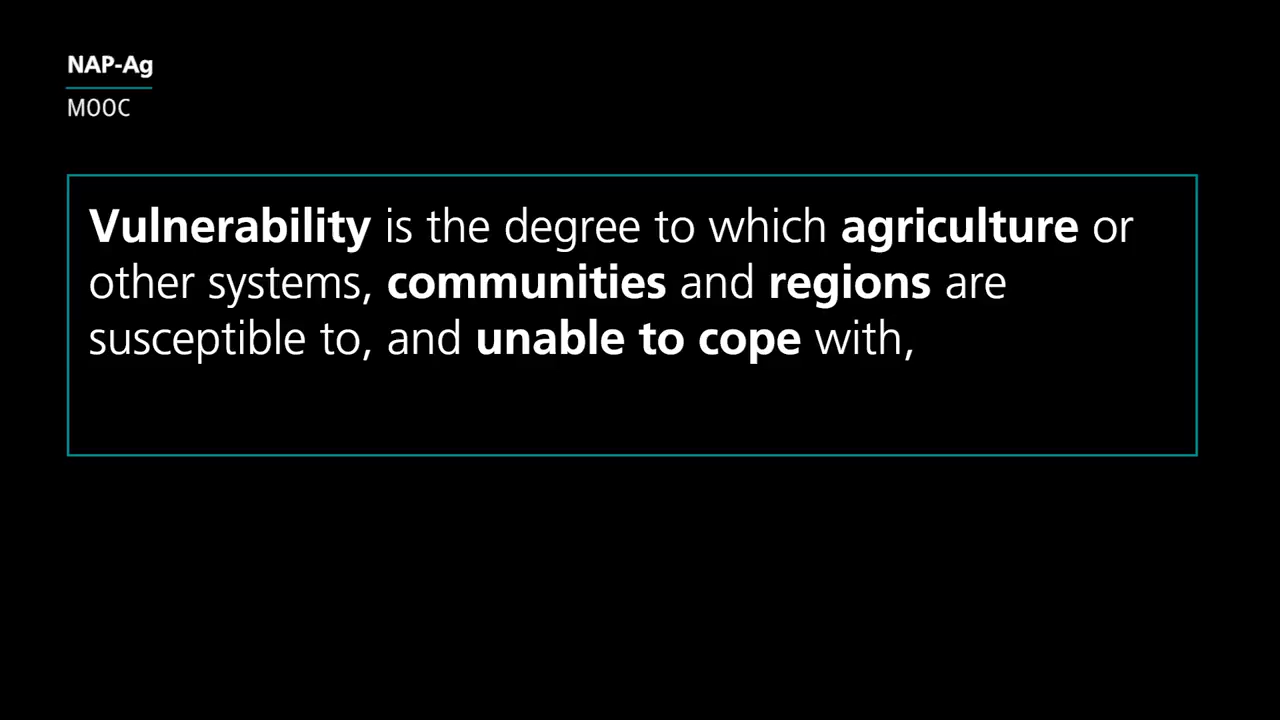 NAP-Ag
MOOC
Vulnerability is the degree to which agriculture or
other systems, communities and regions are
susceptible to, and unable to cope with,